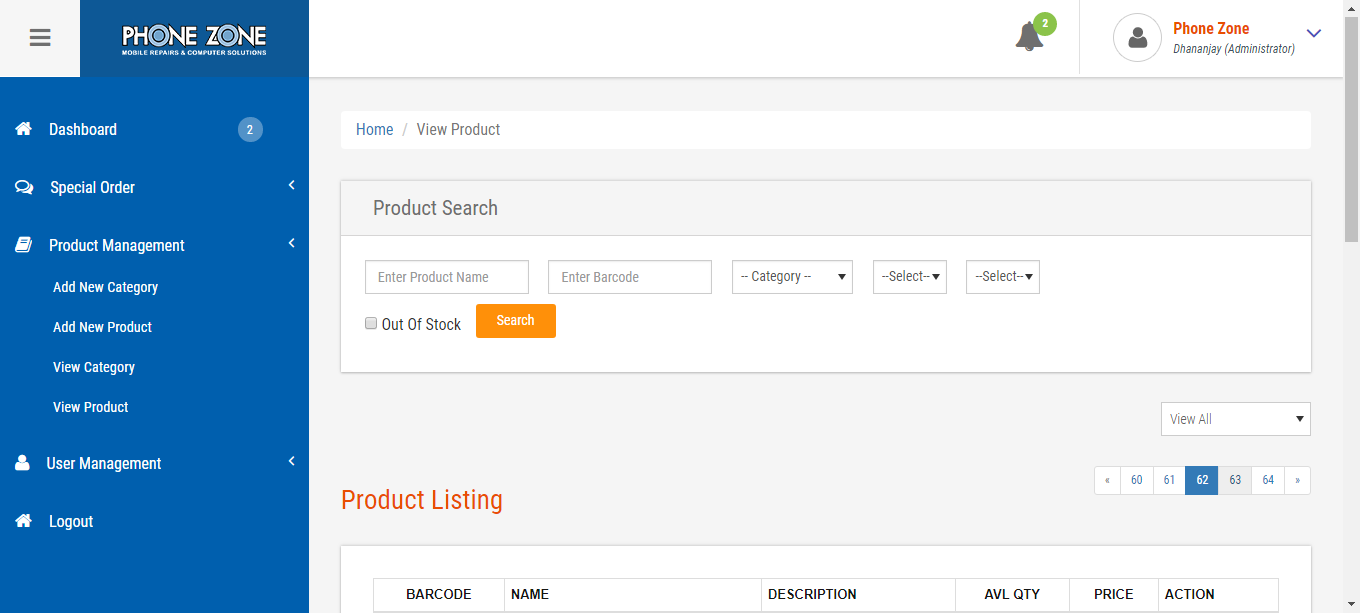 PHONE ZONE
MOBILE REPAIRS & COMPUTER SOLUTIONS
2
Phone Zone
Dhananjay (Administrator)
Dashboard 2
Special Order
Product Management
Add New Category
Add New Product
View Category
View Product
User Management
Logout
Home / View Product
Product Search
Enter Product Name Enter Barcode -- Category -- --Select-- --Select--
Out Of Stock Search
View All
« 60 61 62 63 64 »
Product Listing
BARCODE NAME DESCRIPTION AVL QTY PRICE ACTION